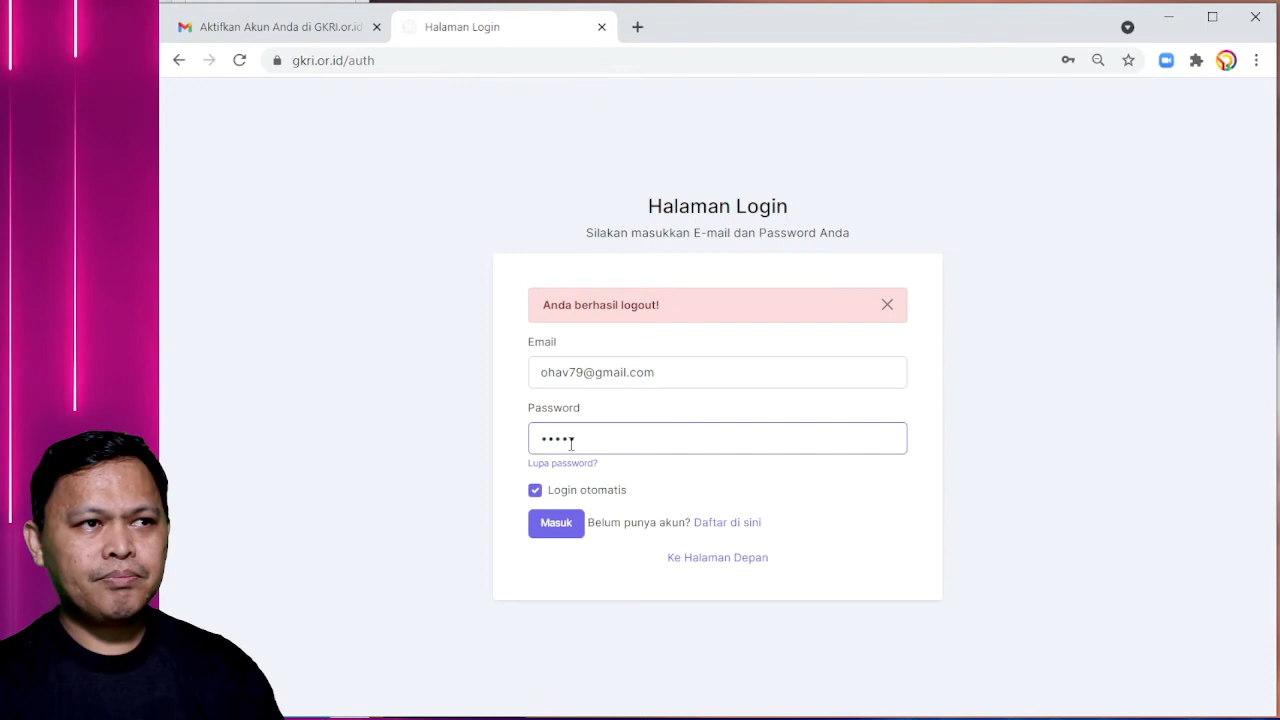 Aktifkan Akun Anda di GKRI.or.id
Halaman Login
gkri.or.id/auth
Halaman Login
Silakan masukkan E-mail dan Password Anda
Anda berhasil logout!
Email
ohav79@gmail.com
Password
Lupa password?
Login otomatis
Masuk Belum punya akun? Daftar di sini
Ke Halaman Depan